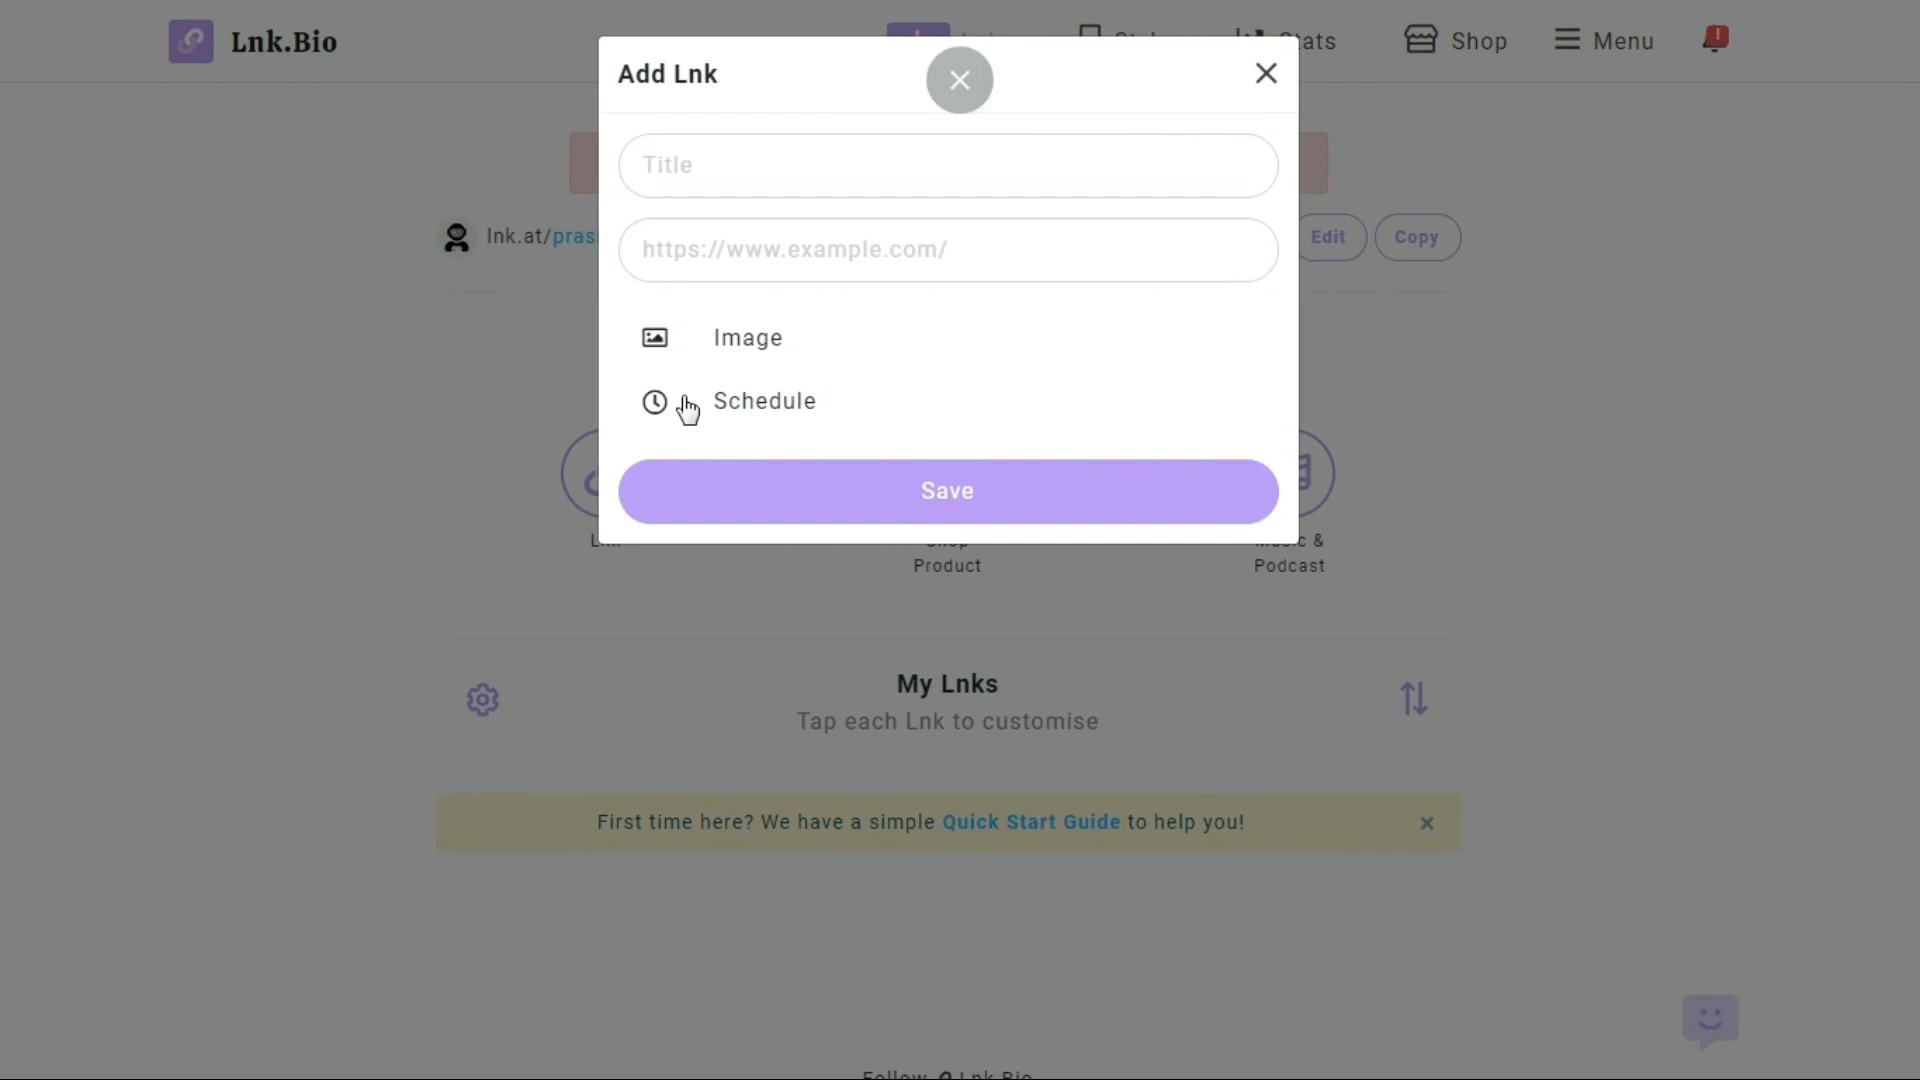 Lnk.Bio
Shop
Menu
Add Lnk
Title
https://www.example.com/
lnk.at/pras
Edit
Copy
Image
Schedule
Save
Product
Podcast
My Lnks
Tap each Lnk to customise
First time here? We have a simple Quick Start Guide to help you!